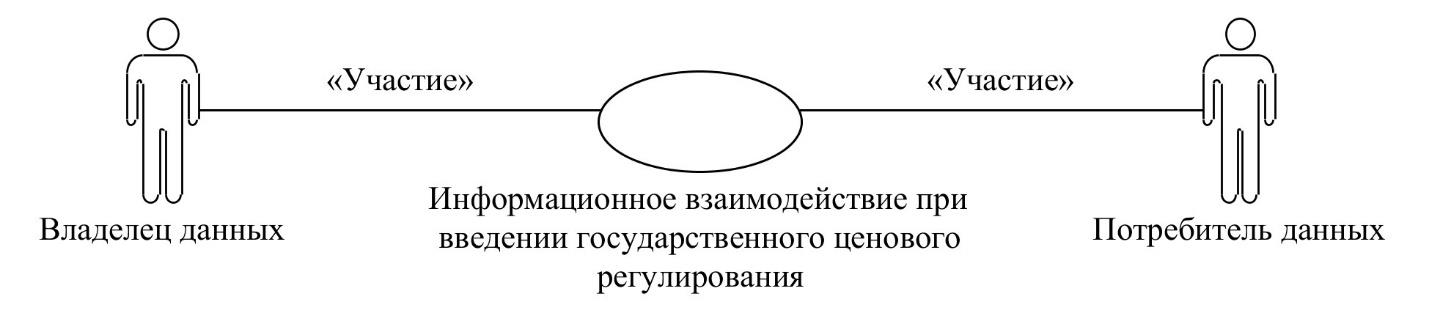 «Участие»
«Участие»
Информационное взаимодействие при
введении государственного ценового
регулирования
Владелец данных
Потребитель данных